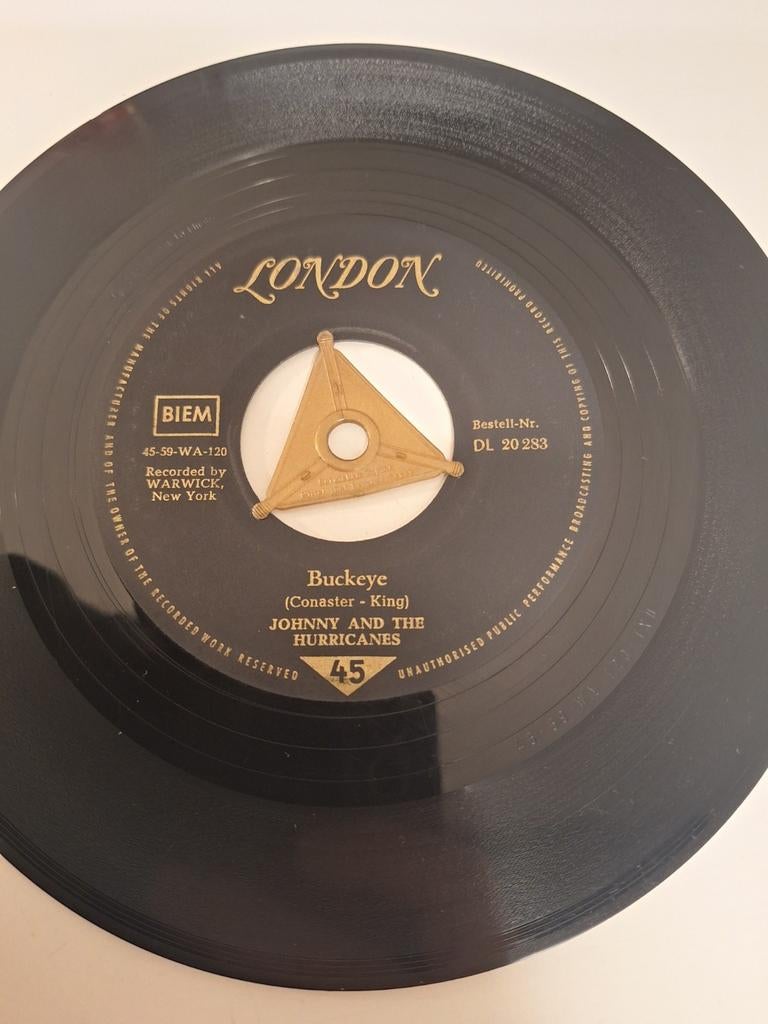 LONDON
ALL RIGHTS OF THE MANUFACTURER AND OF THE OWNER OF THE RECORDED WORK RESERVED
UNAUTHORISED PUBLIC PERFORMANCE BROADCASTING AND COPYING OF THIS RECORD PROHIBITED
BIEM
45-59-WA-120
Recorded by
WARWICK,
New York
Bestell-Nr.
DL 20 283
Buckeye
(Conaster - King)
JOHNNY AND THE
HURRICANES
45